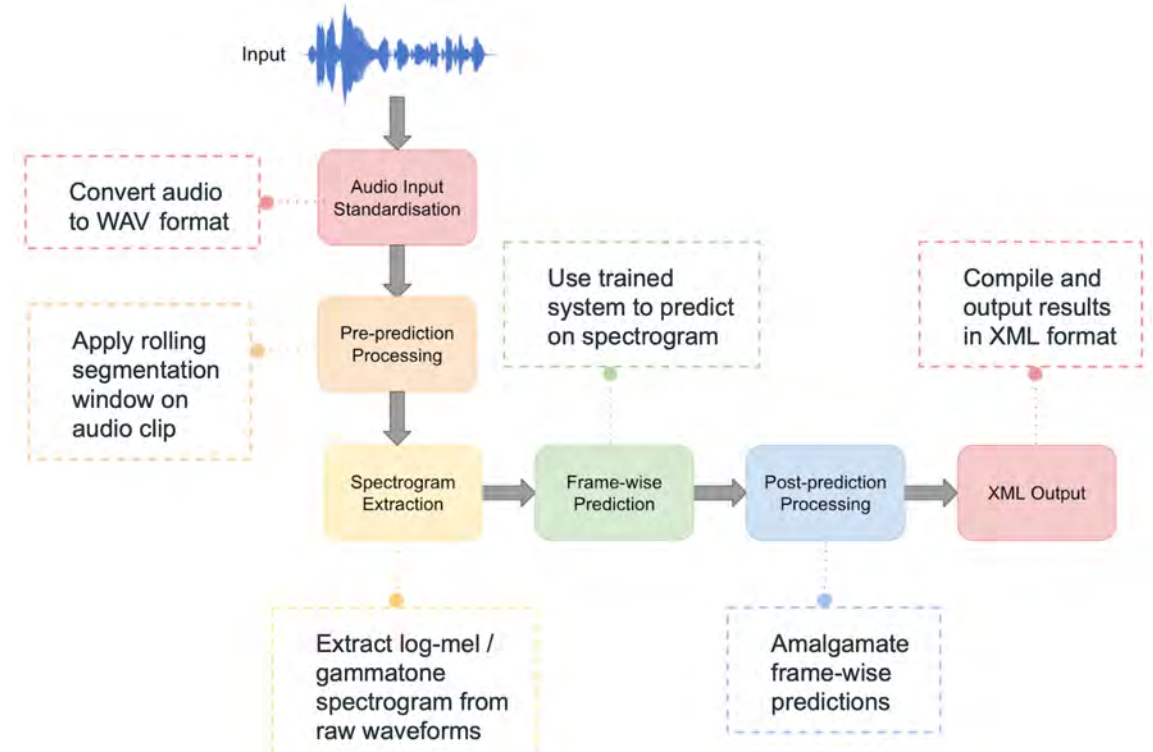 Input
Audio Input
Standardisation
Convert audio
to WAV format
Pre-prediction
Processing
Apply rolling
segmentation
window on
audio clip
Spectrogram
Extraction
Extract log-mel /
gammatone
spectrogram from
raw waveforms
Frame-wise
Prediction
Use trained
system to predict
on spectrogram
Post-prediction
Processing
Amalgamate
frame-wise
predictions
XML Output
Compile and
output results
in XML format